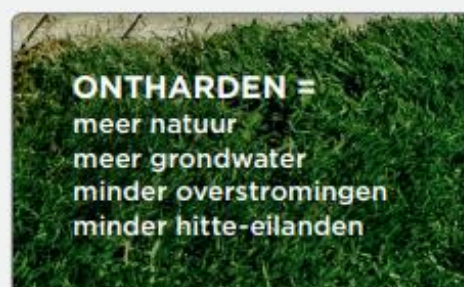 ONTHARDEN =
meer natuur
meer grondwater
minder overstromingen
minder hitte-eilanden